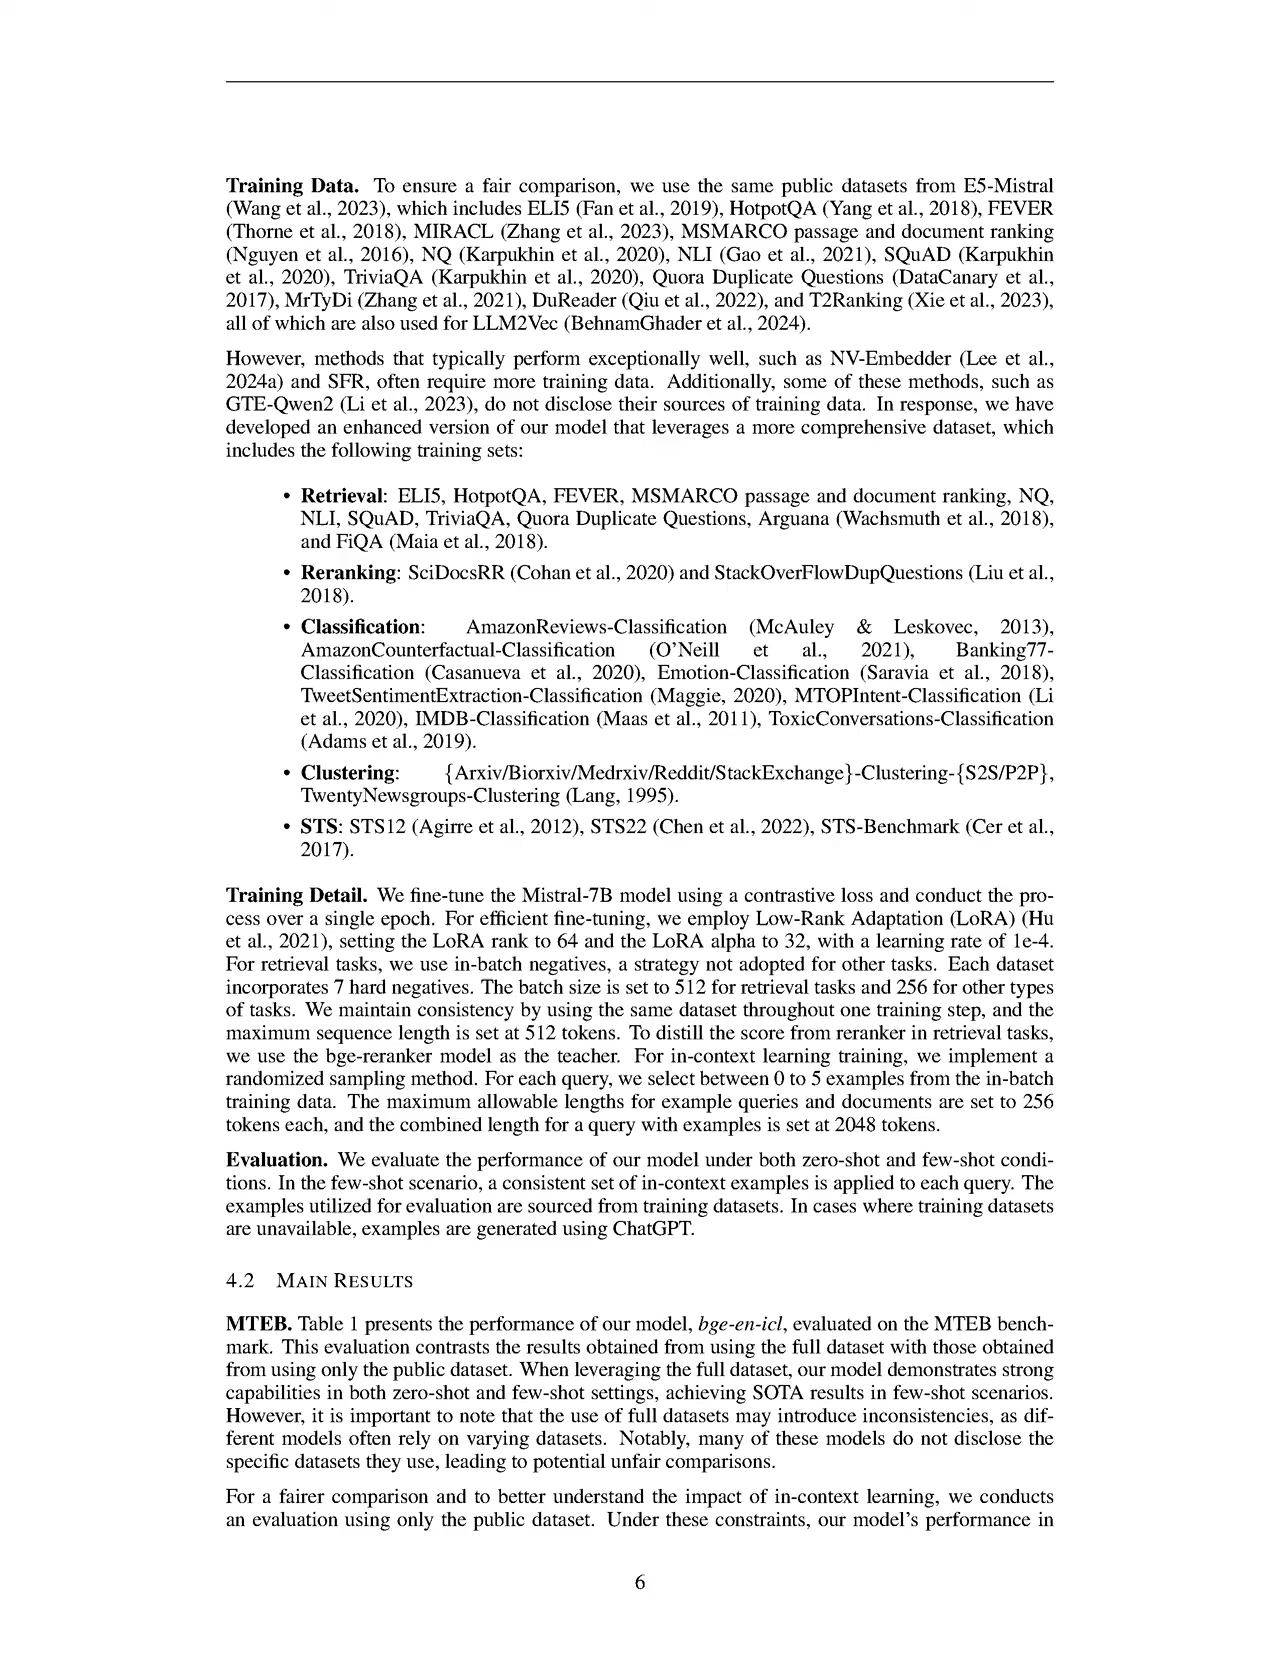 Training Data. To ensure a fair comparison, we use the same public datasets from E5-Mistral
(Wang et al., 2023), which includes ELI5 (Fan et al., 2019), HotpotQA (Yang et al., 2018), FEVER
(Thorne et al., 2018), MIRACL (Zhang et al., 2023), MSMARCO passage and document ranking
(Nguyen et al., 2016), NQ (Karpukhin et al., 2020), NLI (Gao et al., 2021), SQuAD (Karpukhin
et al., 2020), TriviaQA (Karpukhin et al., 2020), Quora Duplicate Questions (DataCanary et al.,
2017), MrTyDi (Zhang et al., 2021), DuReader (Qiu et al., 2022), and T2Ranking (Xie et al., 2023),
all of which are also used for LLM2Vec (BehnamGhader et al., 2024).
However, methods that typically perform exceptionally well, such as NV-Embedder (Lee et al.,
2024a) and SFR, often require more training data. Additionally, some of these methods, such as
GTE-Qwen2 (Li et al., 2023), do not disclose their sources of training data. In response, we have
developed an enhanced version of our model that leverages a more comprehensive dataset, which
includes the following training sets:
• Retrieval: ELI5, HotpotQA, FEVER, MSMARCO passage and document ranking, NQ,
NLI, SQuAD, TriviaQA, Quora Duplicate Questions, Arguana (Wachsmuth et al., 2018),
and FiQA (Maia et al., 2018).
• Reranking: SciDocsRR (Cohan et al., 2020) and StackOverFlowDupQuestions (Liu et al.,
2018).
• Classification: AmazonReviews-Classification (McAuley & Leskovec, 2013),
AmazonCounterfactual-Classification (O'Neill et al., 2021), Banking77-
Classification (Casanueva et al., 2020), Emotion-Classification (Saravia et al., 2018),
TweetSentimentExtraction-Classification (Maggie, 2020), MTOPIntent-Classification (Li
et al., 2020), IMDB-Classification (Maas et al., 2011), ToxicConversations-Classification
(Adams et al., 2019).
• Clustering: {Arxiv/Biorxiv/Medrxiv/Reddit/StackExchange}-Clustering-{S2S/P2P},
TwentyNewsgroups-Clustering (Lang, 1995).
• STS: STS12 (Agirre et al., 2012), STS22 (Chen et al., 2022), STS-Benchmark (Cer et al.,
2017).
Training Detail. We fine-tune the Mistral-7B model using a contrastive loss and conduct the pro-
cess over a single epoch. For efficient fine-tuning, we employ Low-Rank Adaptation (LoRA) (Hu
et al., 2021), setting the LoRA rank to 64 and the LoRA alpha to 32, with a learning rate of 1e-4.
For retrieval tasks, we use in-batch negatives, a strategy not adopted for other tasks. Each dataset
incorporates 7 hard negatives. The batch size is set to 512 for retrieval tasks and 256 for other types
of tasks. We maintain consistency by using the same dataset throughout one training step, and the
maximum sequence length is set at 512 tokens. To distill the score from reranker in retrieval tasks,
we use the bge-reranker model as the teacher. For in-context learning training, we implement a
randomized sampling method. For each query, we select between 0 to 5 examples from the in-batch
training data. The maximum allowable lengths for example queries and documents are set to 256
tokens each, and the combined length for a query with examples is set at 2048 tokens.
Evaluation. We evaluate the performance of our model under both zero-shot and few-shot condi-
tions. In the few-shot scenario, a consistent set of in-context examples is applied to each query. The
examples utilized for evaluation are sourced from training datasets. In cases where training datasets
are unavailable, examples are generated using ChatGPT.
4.2 Main Results
MTEB. Table 1 presents the performance of our model, bge-en-icl, evaluated on the MTEB bench-
mark. This evaluation contrasts the results obtained from using the full dataset with those obtained
from using only the public dataset. When leveraging the full dataset, our model demonstrates strong
capabilities in both zero-shot and few-shot settings, achieving SOTA results in few-shot scenarios.
However, it is important to note that the use of full datasets may introduce inconsistencies, as dif-
ferent models often rely on varying datasets. Notably, many of these models do not disclose the
specific datasets they use, leading to potential unfair comparisons.
For a fairer comparison and to better understand the impact of in-context learning, we conducts
an evaluation using only the public dataset. Under these constraints, our model's performance in
6